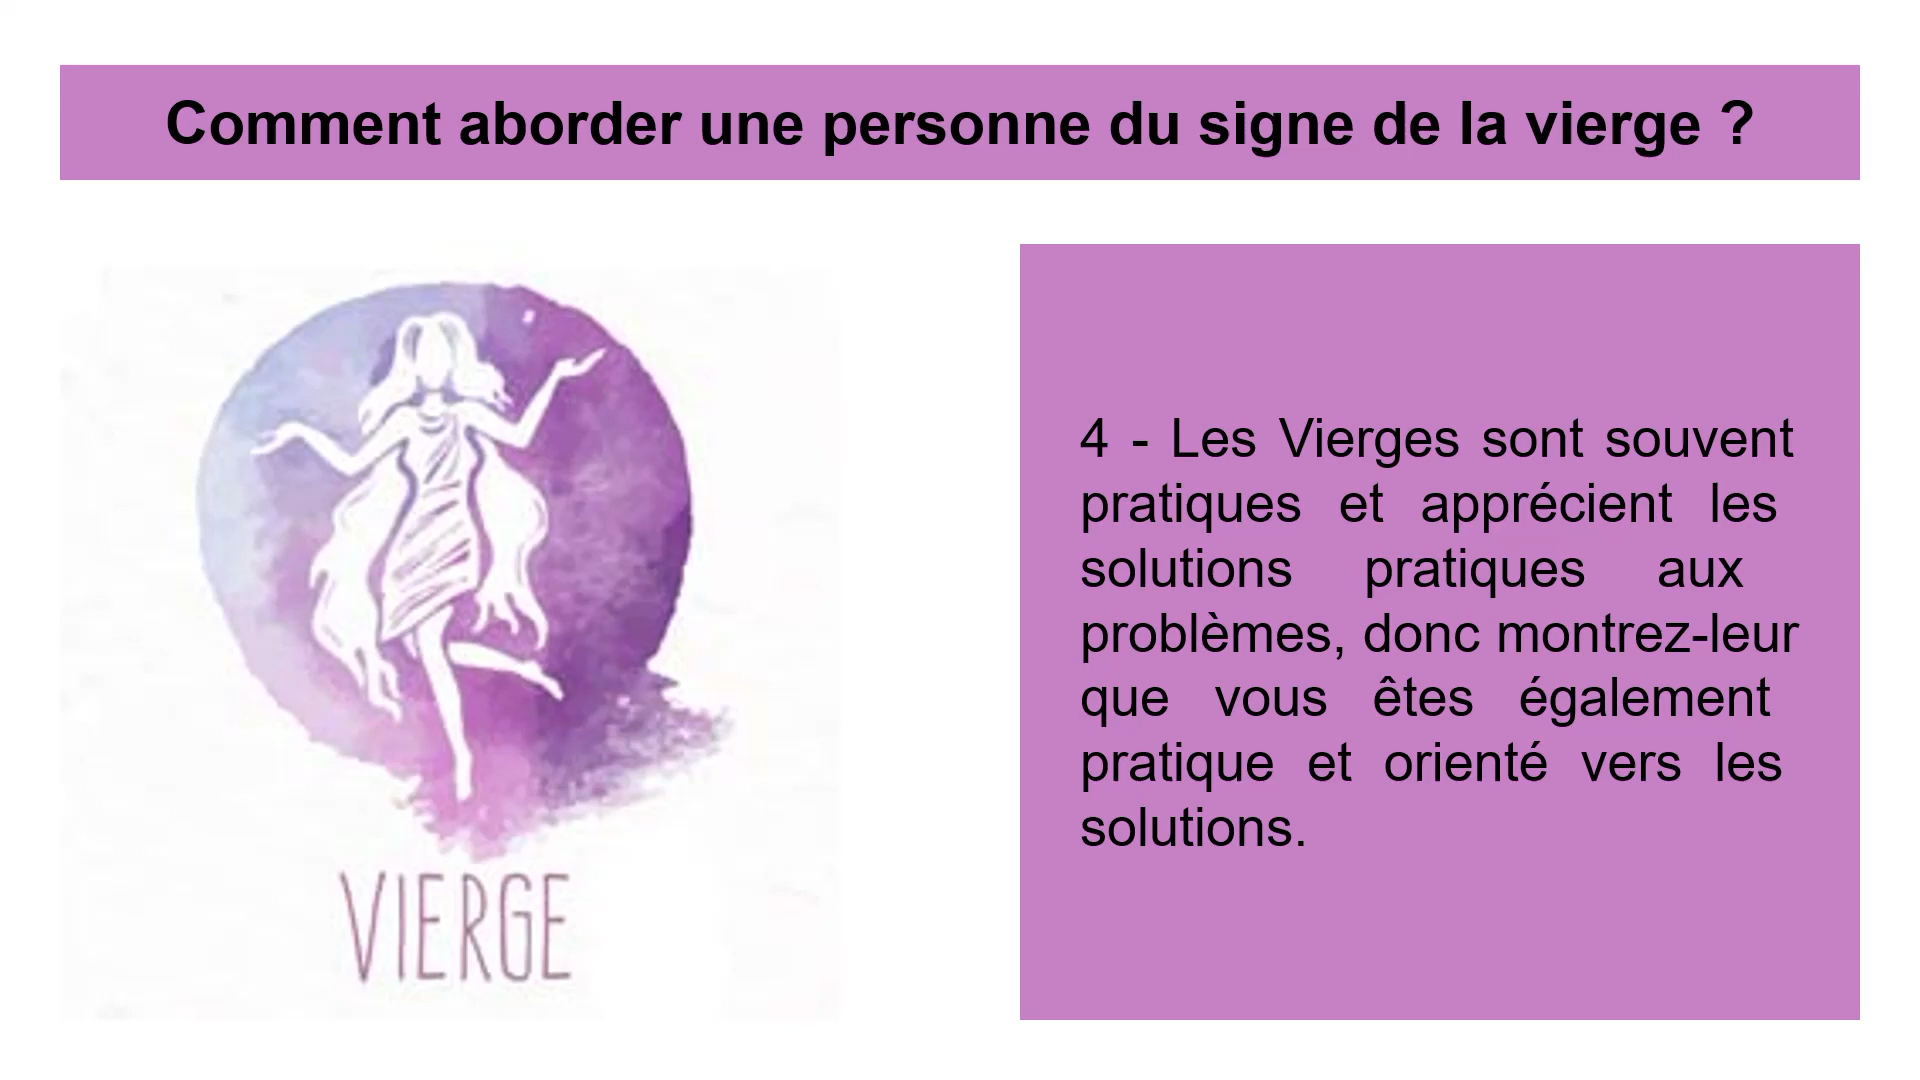 Comment aborder une personne du signe de la vierge ?
4 - Les Vierges sont souvent
pratiques et apprécient les
solutions pratiques aux
problèmes, donc montrez-leur
que vous êtes également
pratique et orienté vers les
solutions.
VIERGE